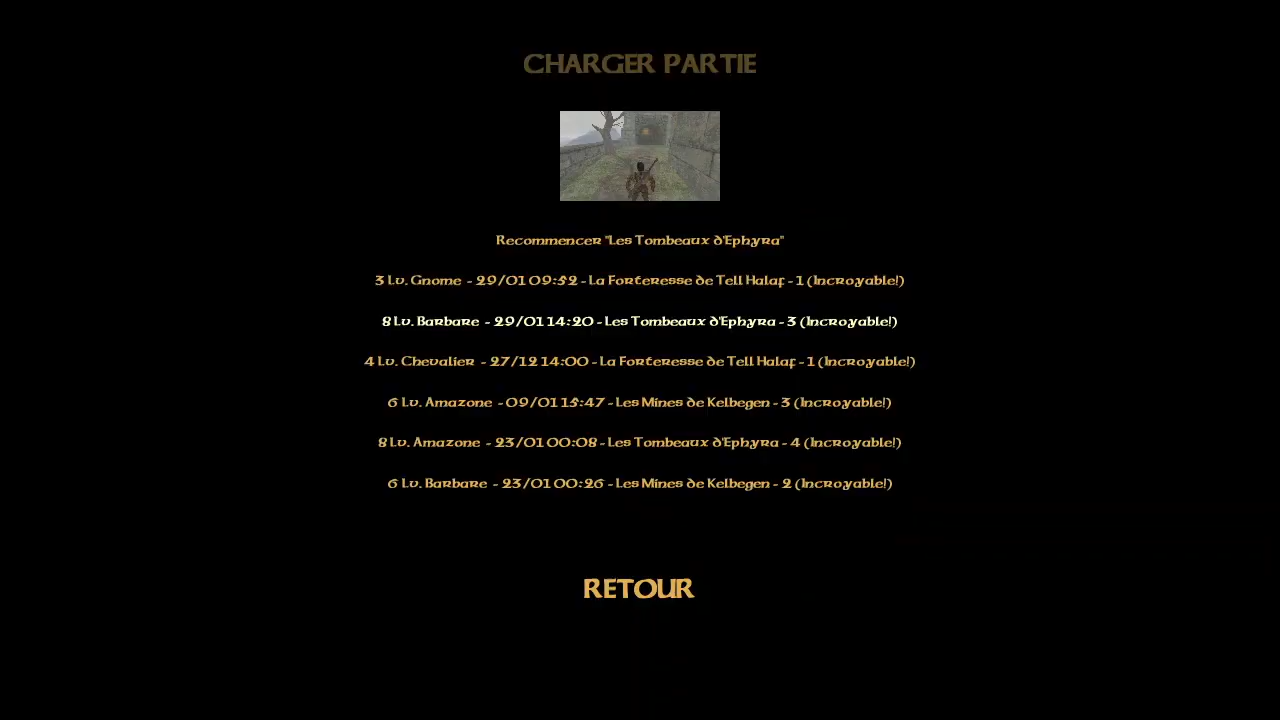 CHARGER PARTIE
Recommencer "Les Tombeaux d'Ephyra"
3 Lv. Gnome - 29/01 09:52 - La Forteresse de Tell Halaf - 1 (Incroyable!)
8 Lv. Barbare - 29/01 14:20 - Les Tombeaux d'Ephyra - 3 (Incroyable!)
4 Lv. Chevalier - 27/12 14:00 - La Forteresse de Tell Halaf - 1 (Incroyable!)
6 Lv. Amazone - 09/01 15:47 - Les Mines de Kelbegen - 3 (Incroyable!)
8 Lv. Amazone - 23/01 00:08 - Les Tombeaux d'Ephyra - 4 (Incroyable!)
6 Lv. Barbare - 23/01 00:26 - Les Mines de Kelbegen - 2 (Incroyable!)
RETOUR